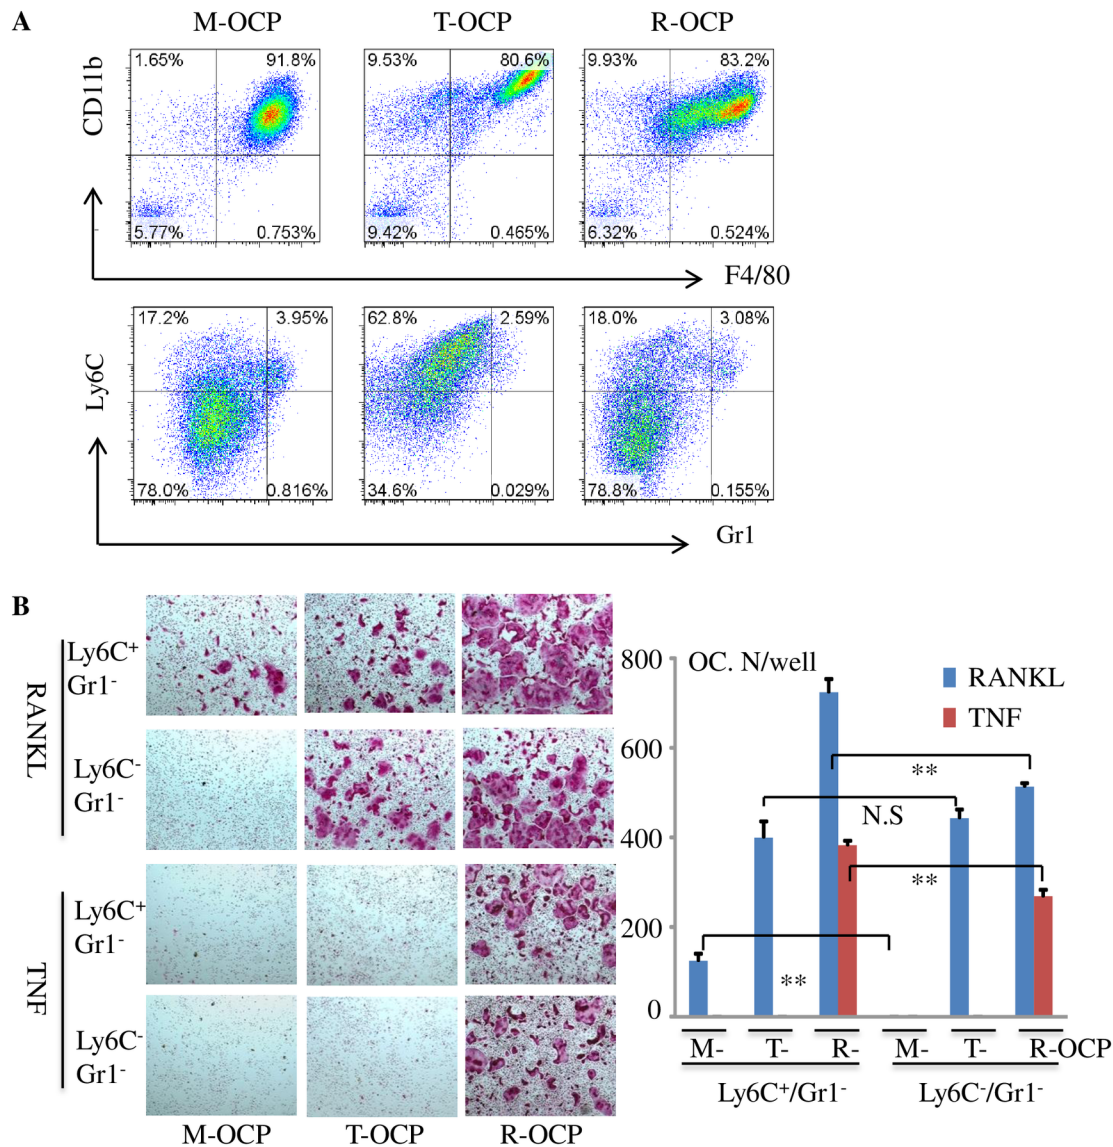 A
M-OCP T-OCP R-OCP
CD11b
1.65% 91.8%
5.77% 0.753%
9.53% 80.6%
9.42% 0.465%
9.93% 83.2%
6.32% 0.524%
F4/80
Ly6C
17.2% 3.95%
78.0% 0.816%
62.8% 2.59%
34.6% 0.029%
18.0% 3.08%
78.8% 0.155%
Gr1
B
RANKL
Ly6C⁺
Gr1⁻
Ly6C⁻
Gr1⁻
TNF
Ly6C⁺
Gr1⁻
Ly6C⁻
Gr1⁻
M-OCP T-OCP R-OCP
OC. N/well
800
600
400
200
0
RANKL
TNF
**
N.S
**
**
M- T- R- M- T- R-OCP
Ly6C⁺/Gr1⁻ Ly6C⁻/Gr1⁻